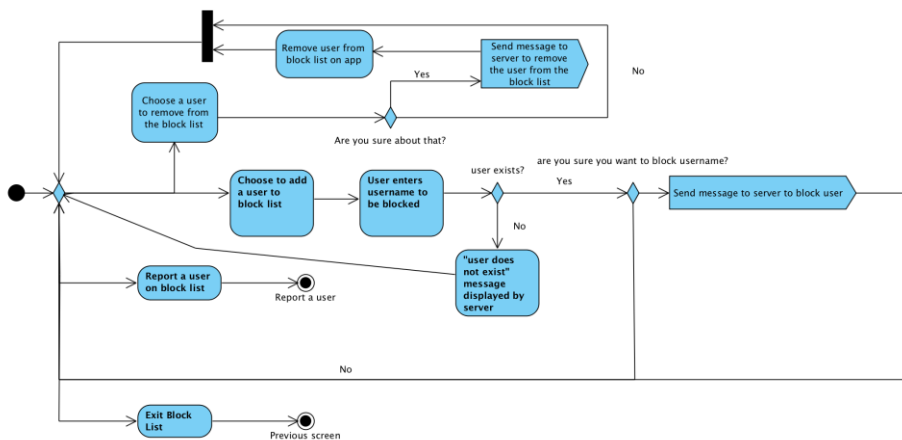 Remove user from
block list on app
Send message to
server to remove
the user from the
block list
Yes
No
Choose a user
to remove from
the block list
Are you sure about that?
are you sure you want to block username?
user exists?
Yes
Choose to add
a user to
block list
User enters
username to
be blocked
Send message to server to block user
No
"user does
not exist"
message
displayed by
server
Report a user
on block list
Report a user
No
Exit Block
List
Previous screen